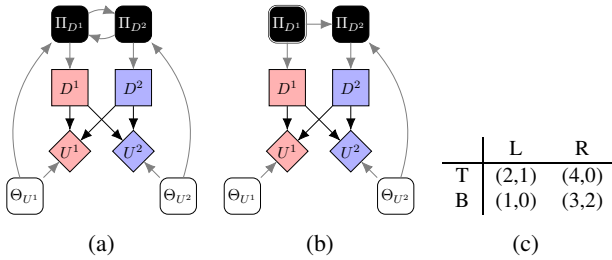 Π_{D^1} Π_{D^2} Π_{D^1} Π_{D^2}
D^1 D^2 D^1 D^2
U^1 U^2 U^1 U^2
Θ_{U^1} Θ_{U^2} Θ_{U^1} Θ_{U^2}
L R
T (2,1) (4,0)
B (1,0) (3,2)
(a) (b) (c)